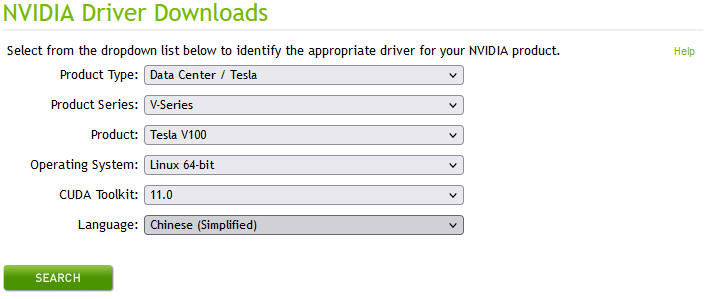 NVIDIA Driver Downloads
Select from the dropdown list below to identify the appropriate driver for your NVIDIA product.
Help
Product Type: Data Center / Tesla
Product Series: V-Series
Product: Tesla V100
Operating System: Linux 64-bit
CUDA Toolkit: 11.0
Language: Chinese (Simplified)
SEARCH